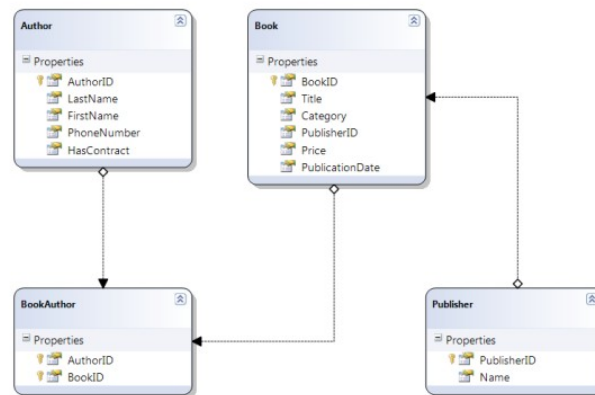 Author
Properties
AuthorID
LastName
FirstName
PhoneNumber
HasContract
Book
Properties
BookID
Title
Category
PublisherID
Price
PublicationDate
BookAuthor
Properties
AuthorID
BookID
Publisher
Properties
PublisherID
Name